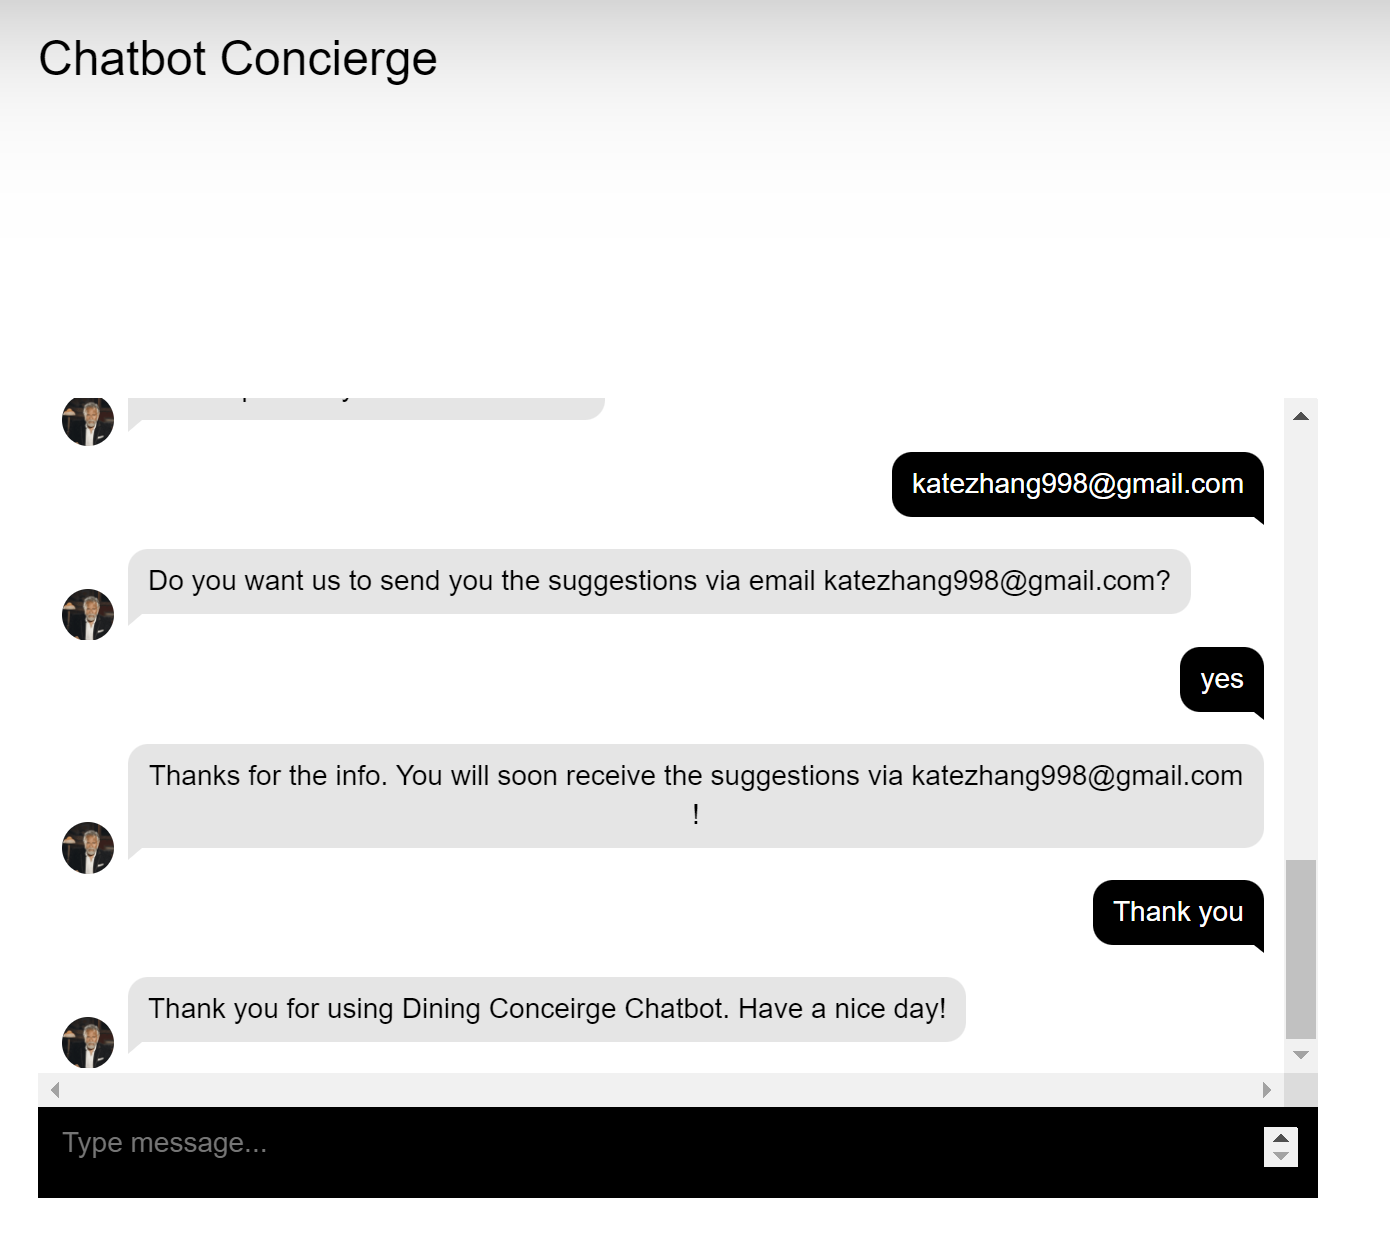 Chatbot Concierge
katezhang998@gmail.com
Do you want us to send you the suggestions via email katezhang998@gmail.com?
yes
Thanks for the info. You will soon receive the suggestions via katezhang998@gmail.com
!
Thank you
Thank you for using Dining Conceirge Chatbot. Have a nice day!
Type message...